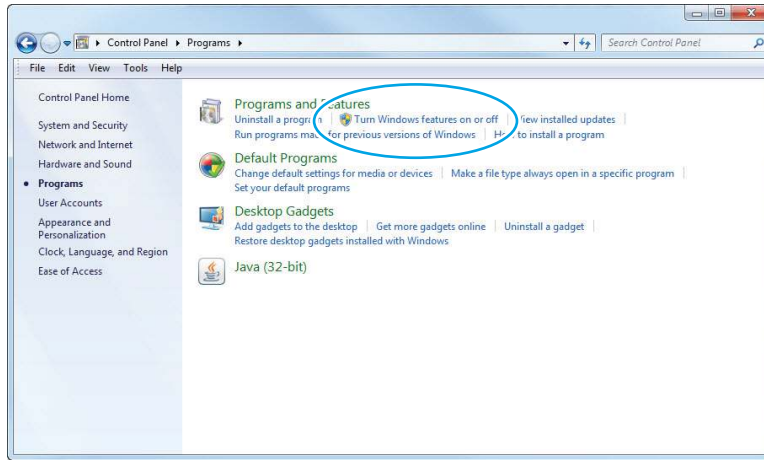 Control Panel ▸ Programs ▸
Search Control Panel
File Edit View Tools Help
Control Panel Home
System and Security
Network and Internet
Hardware and Sound
Programs
User Accounts
Appearance and
Personalization
Clock, Language, and Region
Ease of Access
Programs and Features
Uninstall a program | Turn Windows features on or off | View installed updates |
Run programs made for previous versions of Windows | How to install a program
Default Programs
Change default settings for media or devices | Make a file type always open in a specific program |
Set your default programs
Desktop Gadgets
Add gadgets to the desktop | Get more gadgets online | Uninstall a gadget |
Restore desktop gadgets installed with Windows
Java (32-bit)